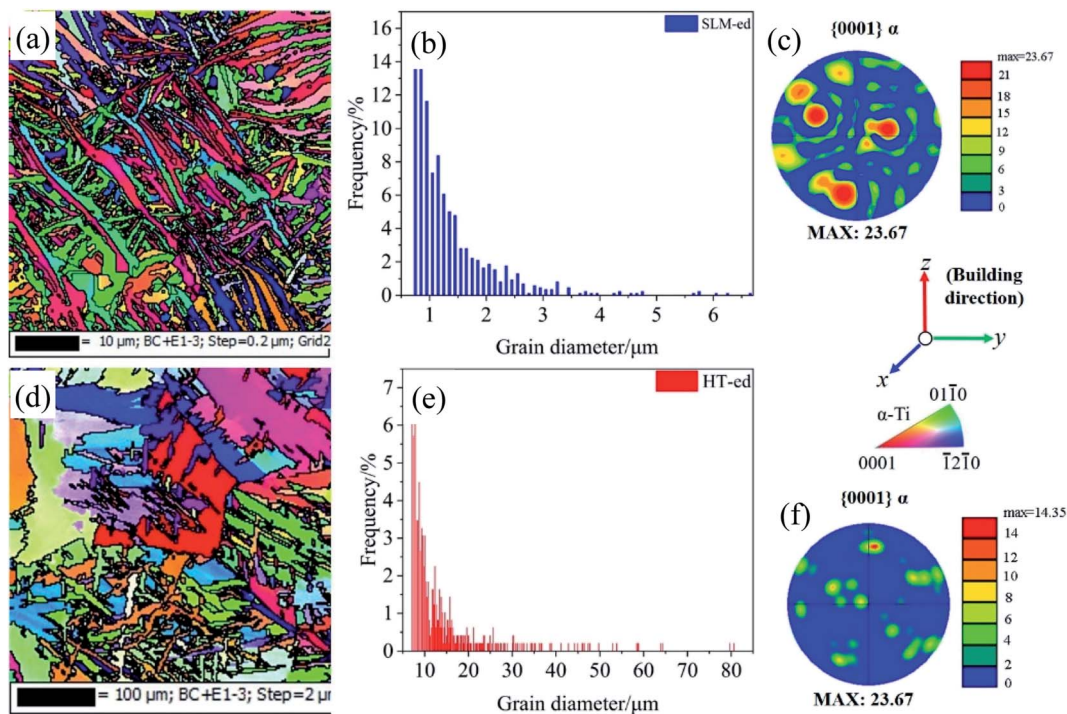 (a)
= 10 μm; BC+E1-3; Step=0.2 μm; Grid2
(b)
SLM-ed
Frequency/%
16
14
12
10
8
6
4
2
0
1 2 3 4 5 6
Grain diameter/μm
(c)
{0001} α
max=23.67
21
18
15
12
9
6
3
0
MAX: 23.67
z
(Building
direction)
y
x
011̅0
α-Ti
0001
1̅21̅0
(d)
= 100 μm; BC+E1-3; Step=2 μm
(e)
HT-ed
Frequency/%
7
6
5
4
3
2
1
0
10 20 30 40 50 60 70 80
Grain diameter/μm
{0001} α
(f)
max=14.35
14
12
10
8
6
4
2
0
MAX: 23.67